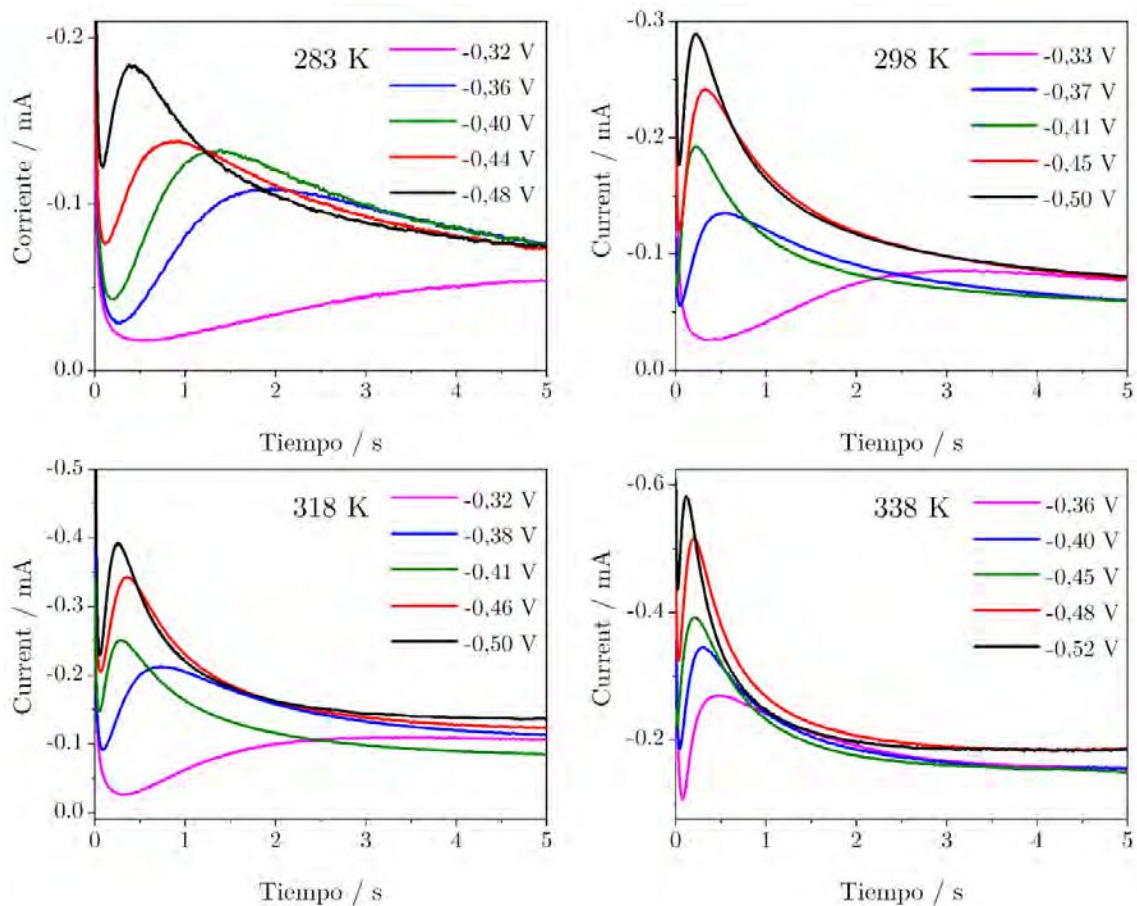 283 K
-0,32 V
-0,36 V
-0,40 V
-0,44 V
-0,48 V
Corriente / mA
-0.2
-0.1
0.0
0 1 2 3 4 5
Tiempo / s
298 K
-0,33 V
-0,37 V
-0,41 V
-0,45 V
-0,50 V
Current / mA
-0.3
-0.2
-0.1
-0.0
0 1 2 3 4 5
Tiempo / s
318 K
-0,32 V
-0,38 V
-0,41 V
-0,46 V
-0,50 V
Current / mA
-0.5
-0.4
-0.3
-0.2
-0.1
0.0
0 1 2 3 4 5
Tiempo / s
338 K
-0,36 V
-0,40 V
-0,45 V
-0,48 V
-0,52 V
Current / mA
-0.6
-0.4
-0.2
0 1 2 3 4 5
Tiempo / s